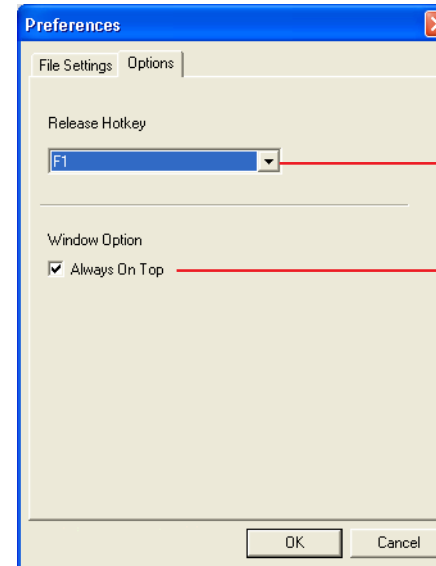 Preferences
File Settings Options
Release Hotkey
F1
Window Option
Always On Top
OK Cancel